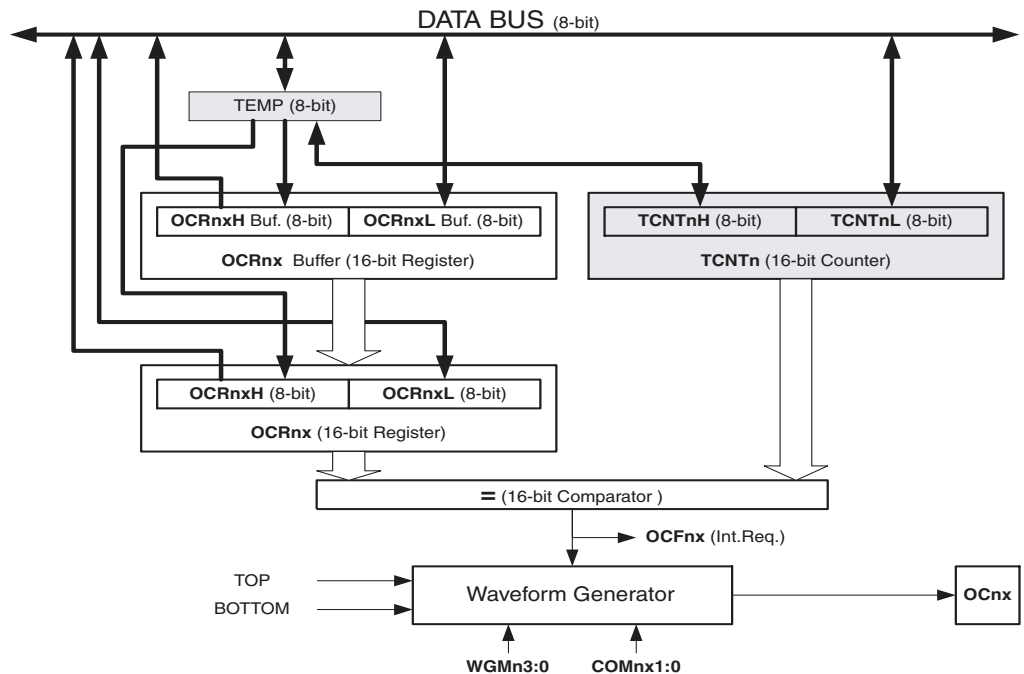 DATA BUS (8-bit)
TEMP (8-bit)
OCRnxH Buf. (8-bit)
OCRnxL Buf. (8-bit)
OCRnx Buffer (16-bit Register)
TCNTnH (8-bit)
TCNTnL (8-bit)
TCNTn (16-bit Counter)
OCRnxH (8-bit)
OCRnxL (8-bit)
OCRnx (16-bit Register)
= (16-bit Comparator )
OCFnx (Int.Req.)
TOP
BOTTOM
Waveform Generator
OCnx
WGMn3:0
COMnx1:0